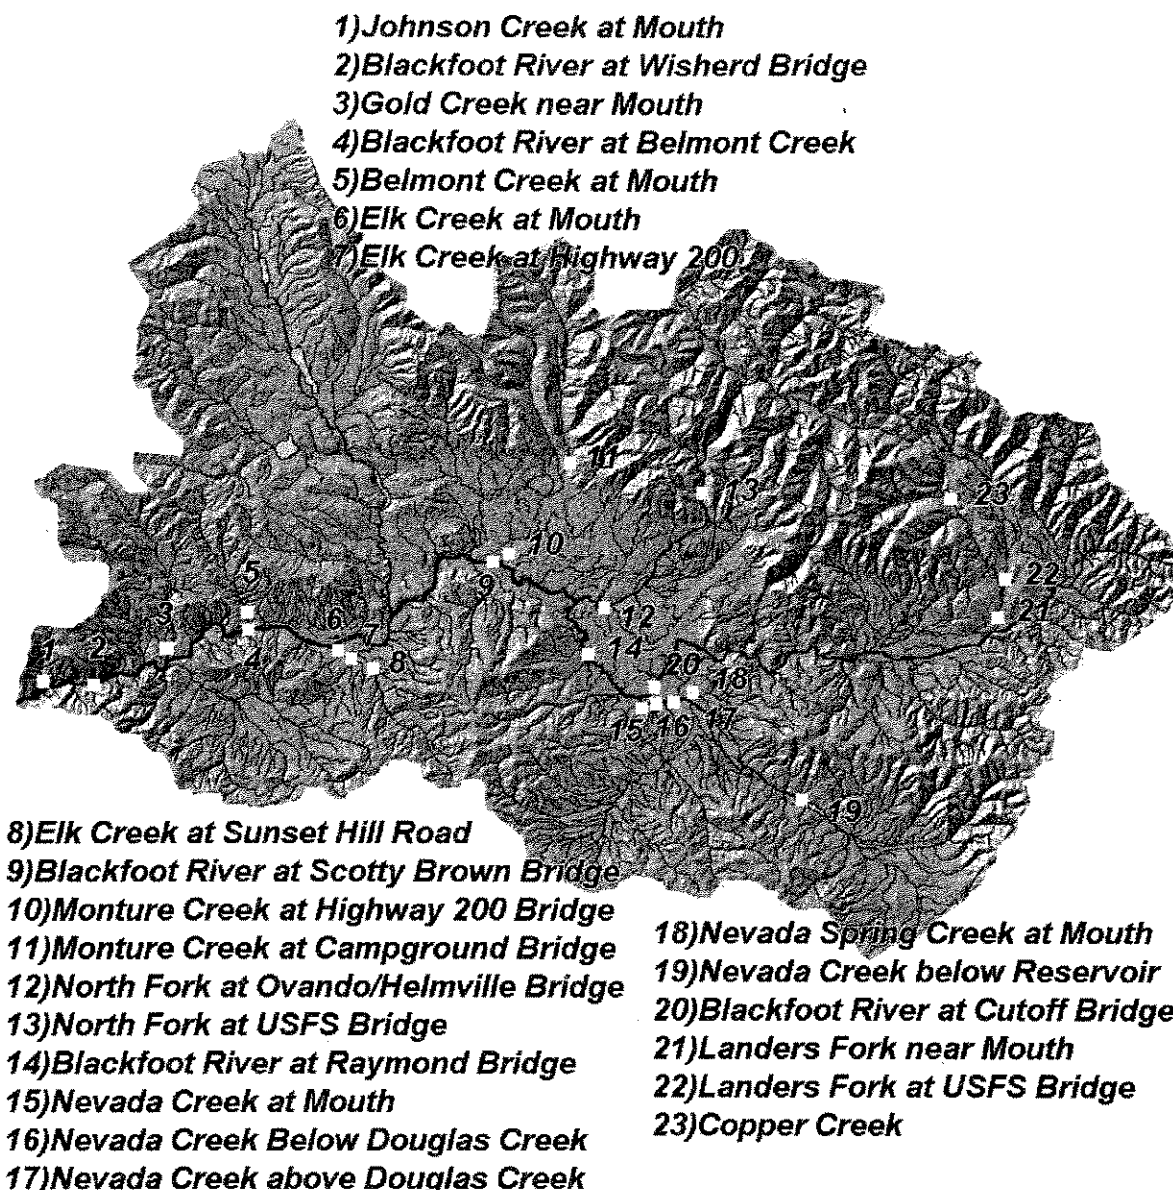 1)Johnson Creek at Mouth
2)Blackfoot River at Wisherd Bridge
3)Gold Creek near Mouth
4)Blackfoot River at Belmont Creek
5)Belmont Creek at Mouth
6)Elk Creek at Mouth
7)Elk Creek at Highway 200
11
13
23
10
5
9
22
3
6
12
21
7
1
2
4
8
14
20
18
15
16
17
19
8)Elk Creek at Sunset Hill Road
9)Blackfoot River at Scotty Brown Bridge
10)Monture Creek at Highway 200 Bridge
11)Monture Creek at Campground Bridge
12)North Fork at Ovando/Helmville Bridge
13)North Fork at USFS Bridge
14)Blackfoot River at Raymond Bridge
15)Nevada Creek at Mouth
16)Nevada Creek Below Douglas Creek
17)Nevada Creek above Douglas Creek
18)Nevada Spring Creek at Mouth
19)Nevada Creek below Reservoir
20)Blackfoot River at Cutoff Bridge
21)Landers Fork near Mouth
22)Landers Fork at USFS Bridge
23)Copper Creek